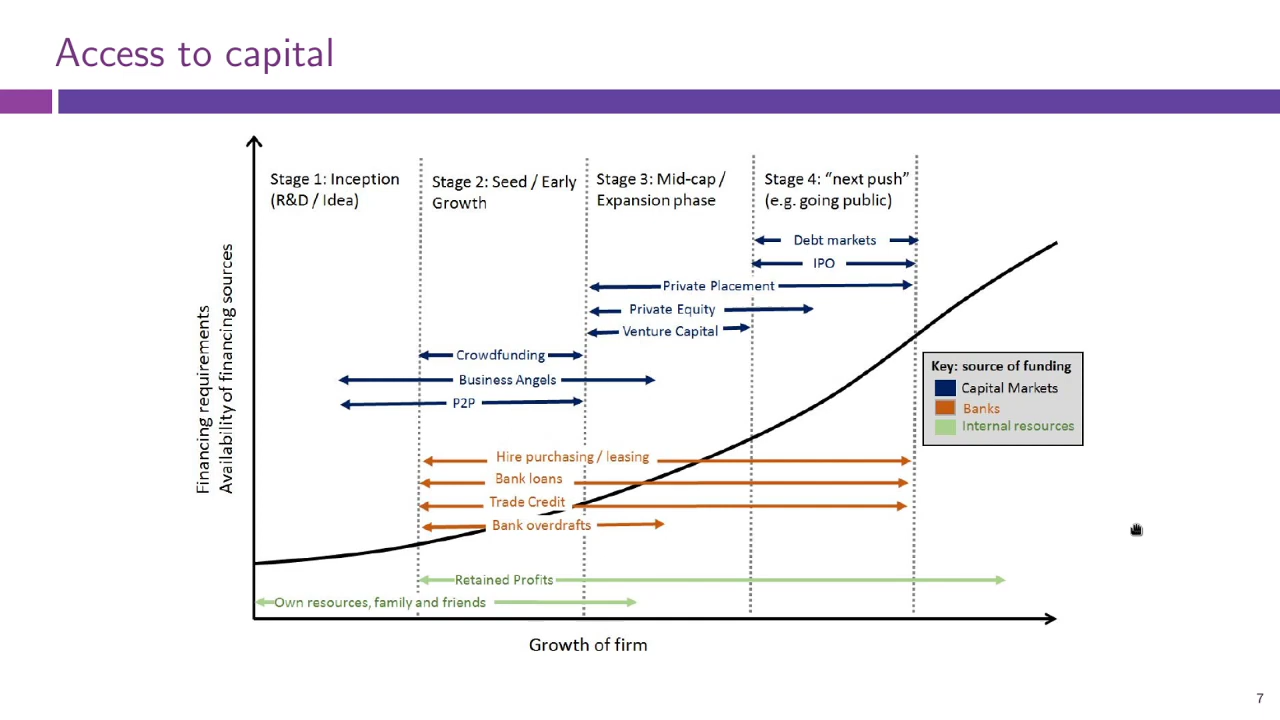 Access to capital
Stage 1: Inception
(R&D / Idea)
Stage 2: Seed / Early
Growth
Stage 3: Mid-cap /
Expansion phase
Stage 4: “next push”
(e.g. going public)
Debt markets
IPO
Private Placement
Private Equity
Venture Capital
Crowdfunding
Business Angels
P2P
Hire purchasing / leasing
Bank loans
Trade Credit
Bank overdrafts
Retained Profits
Own resources, family and friends
Financing requirements
Availability of financing sources
Growth of firm
Key: source of funding
Capital Markets
Banks
Internal resources
7